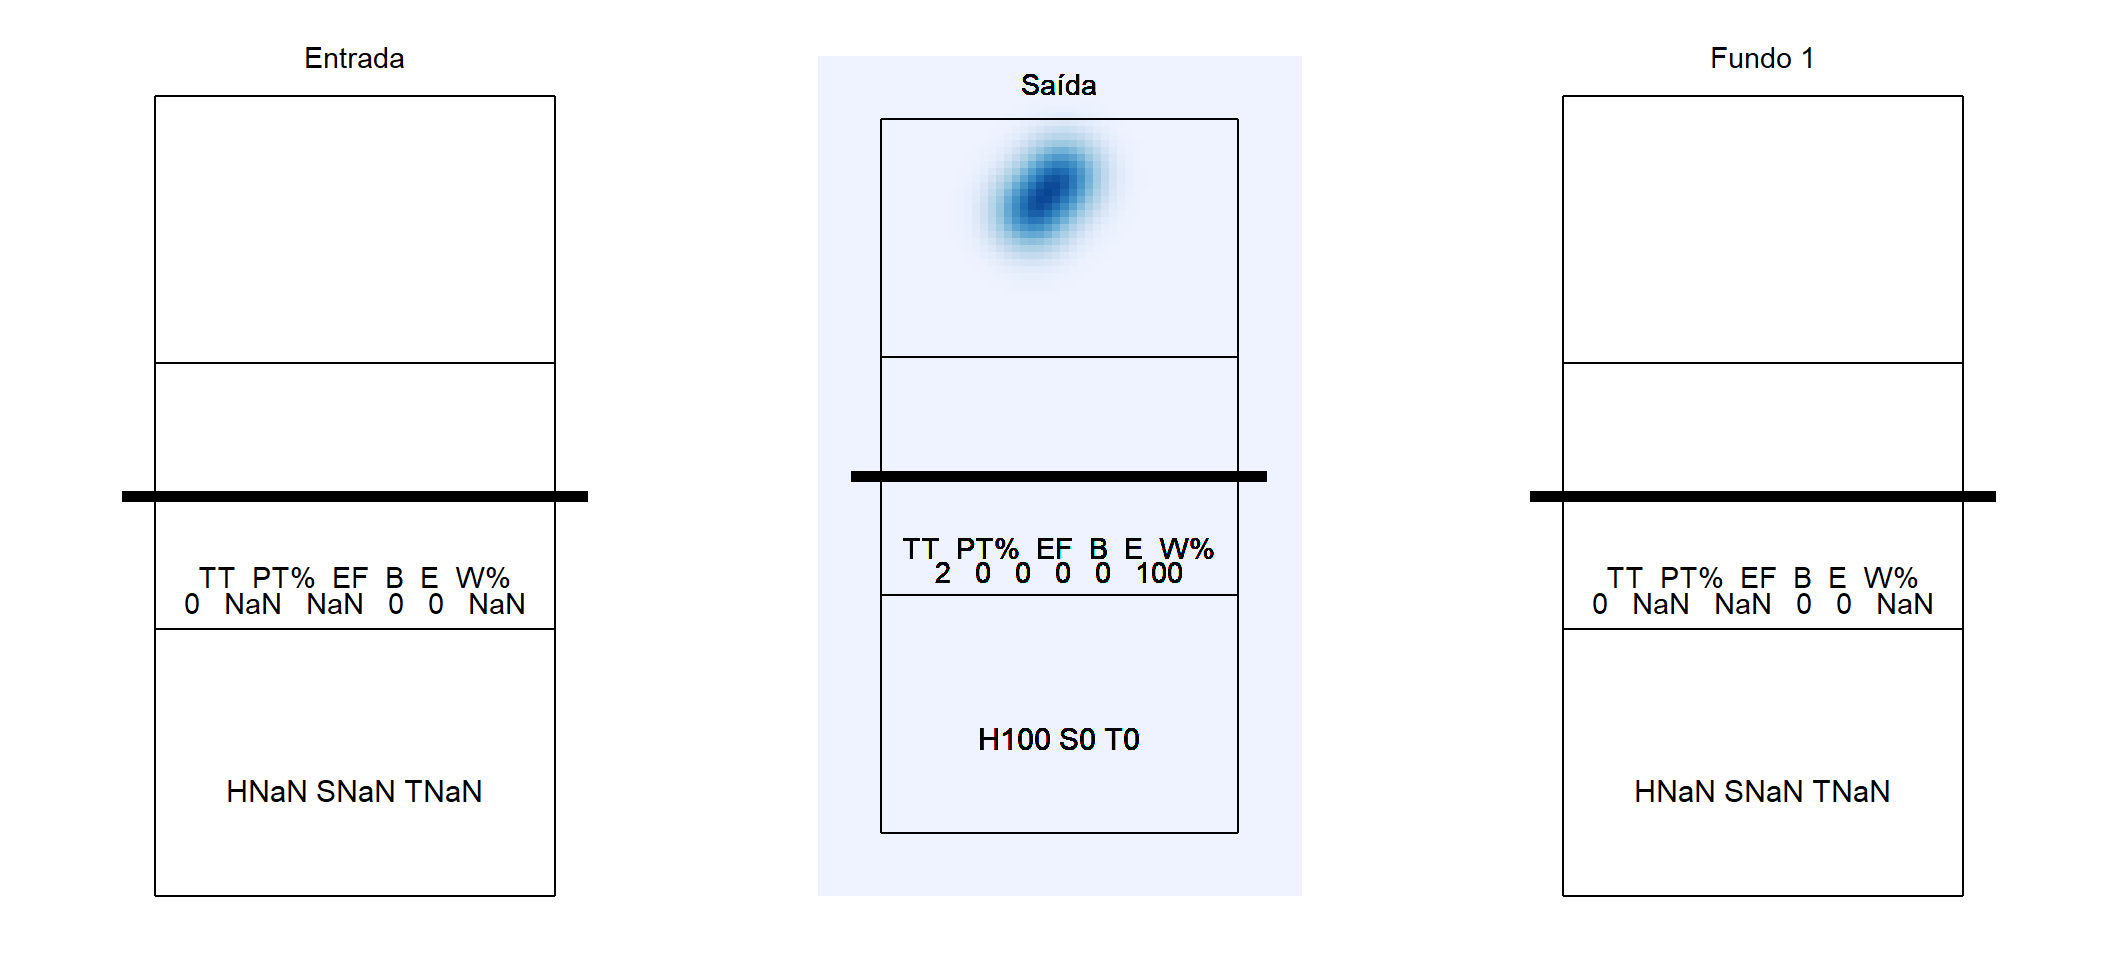 Entrada
TT PT% EF B E W%
0 NaN NaN 0 0 NaN
HNaN SNaN TNaN
Saída
TT PT% EF B E W%
2 0 0 0 0 100
H100 S0 T0
Fundo 1
TT PT% EF B E W%
0 NaN NaN 0 0 NaN
HNaN SNaN TNaN